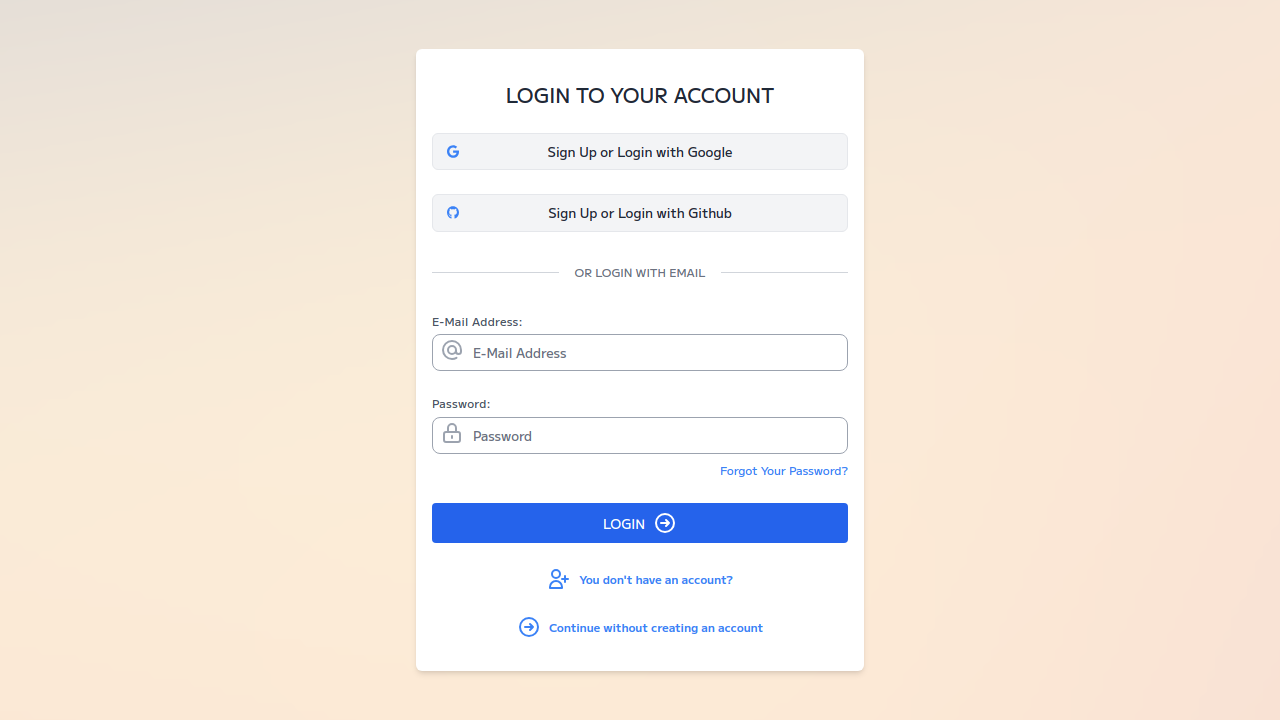 LOGIN TO YOUR ACCOUNT
Sign Up or Login with Google
Sign Up or Login with Github
OR LOGIN WITH EMAIL
E-Mail Address:
E-Mail Address
Password:
Password
Forgot Your Password?
LOGIN
You don't have an account?
Continue without creating an account